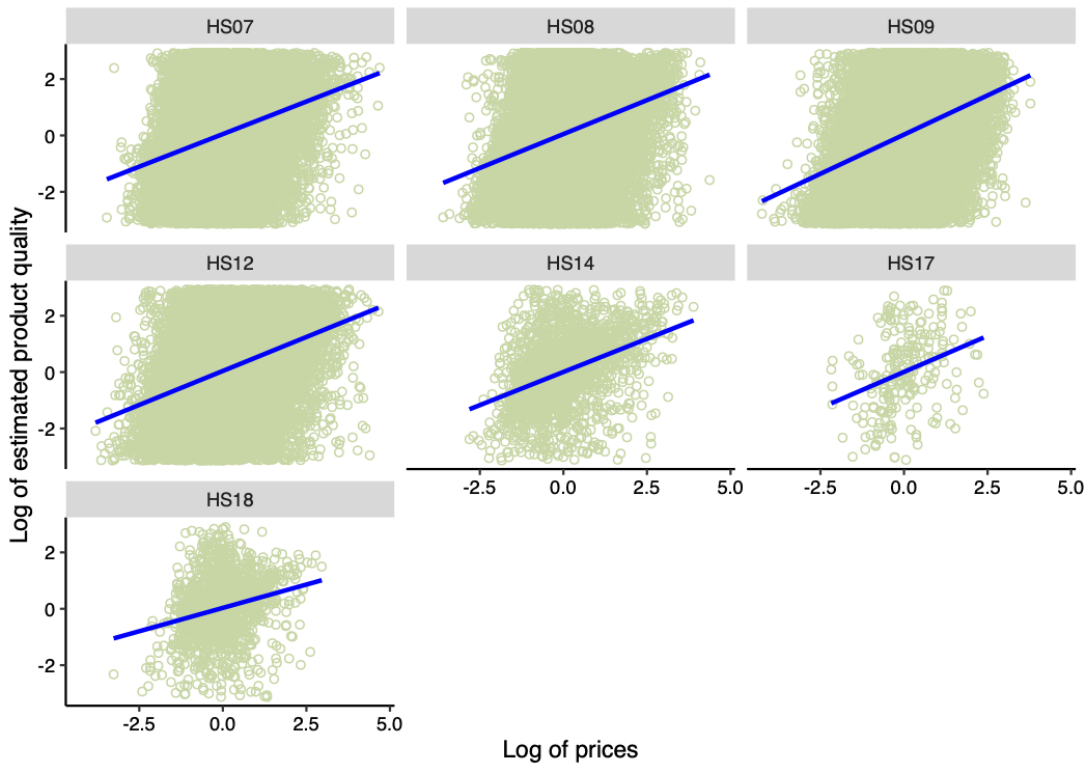 HS07
HS08
HS09
2
0
-2
HS12
HS14
HS17
2
0
-2
-2.5 0.0 2.5 5.0
-2.5 0.0 2.5 5.0
HS18
2
0
-2
-2.5 0.0 2.5 5.0
Log of estimated product quality
Log of prices